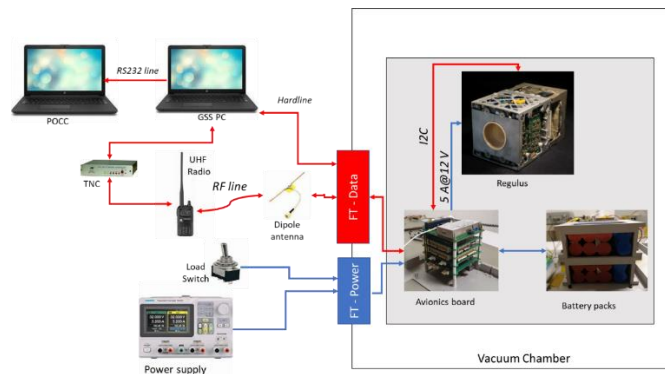 RS232 line
POCC
GSS PC
Hardline
TNC
UHF
Radio
RF line
Dipole
antenna
FT - Data
I2C
5 A@12 V
Regulus
Load
Switch
FT - Power
Avionics board
Battery packs
Power supply
Vacuum Chamber